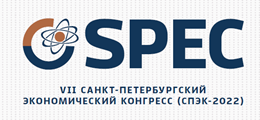 SPEC
VII САНКТ-ПЕТЕРБУРГСКИЙ
ЭКОНОМИЧЕСКИЙ КОНГРЕСС (СПЭК-2022)